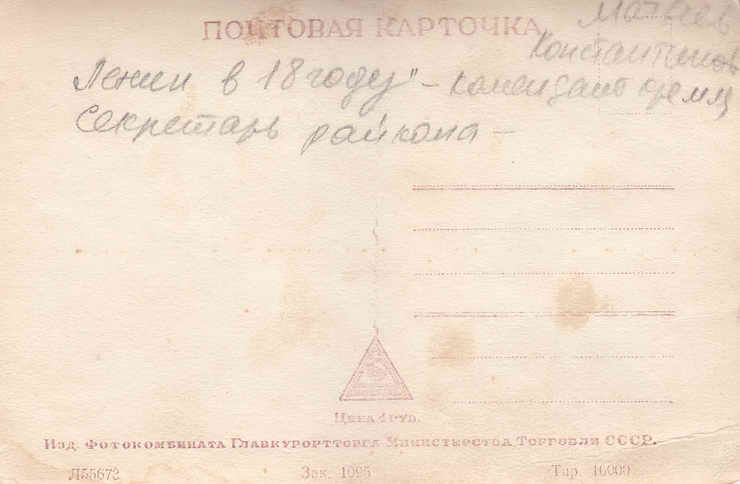 ПОЧТОВАЯ КАРТОЧКА
Матвеев
Константинов
Ленин в 18 году" – комендант кремля
Секретарь райкома –
Цена 1 руб.
Изд. Фотокомбината Главкурортторга Министерства Торговли СССР.
Л55672 Зак. 1095 Тир. 10000